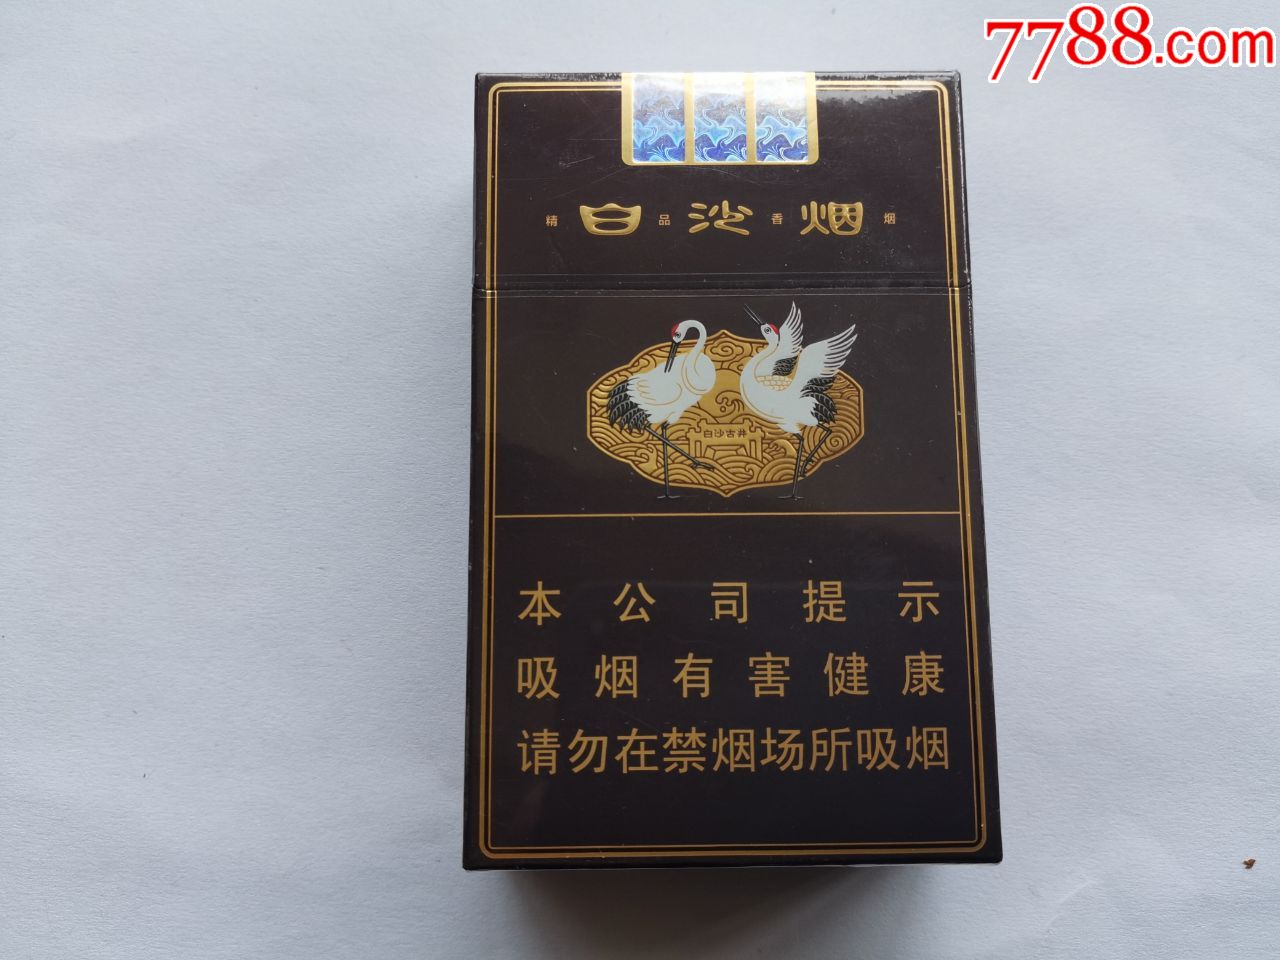 7788.com
精白品沙香烟烟
白沙古井
本公司提示
吸烟有害健康
请勿在禁烟场所吸烟